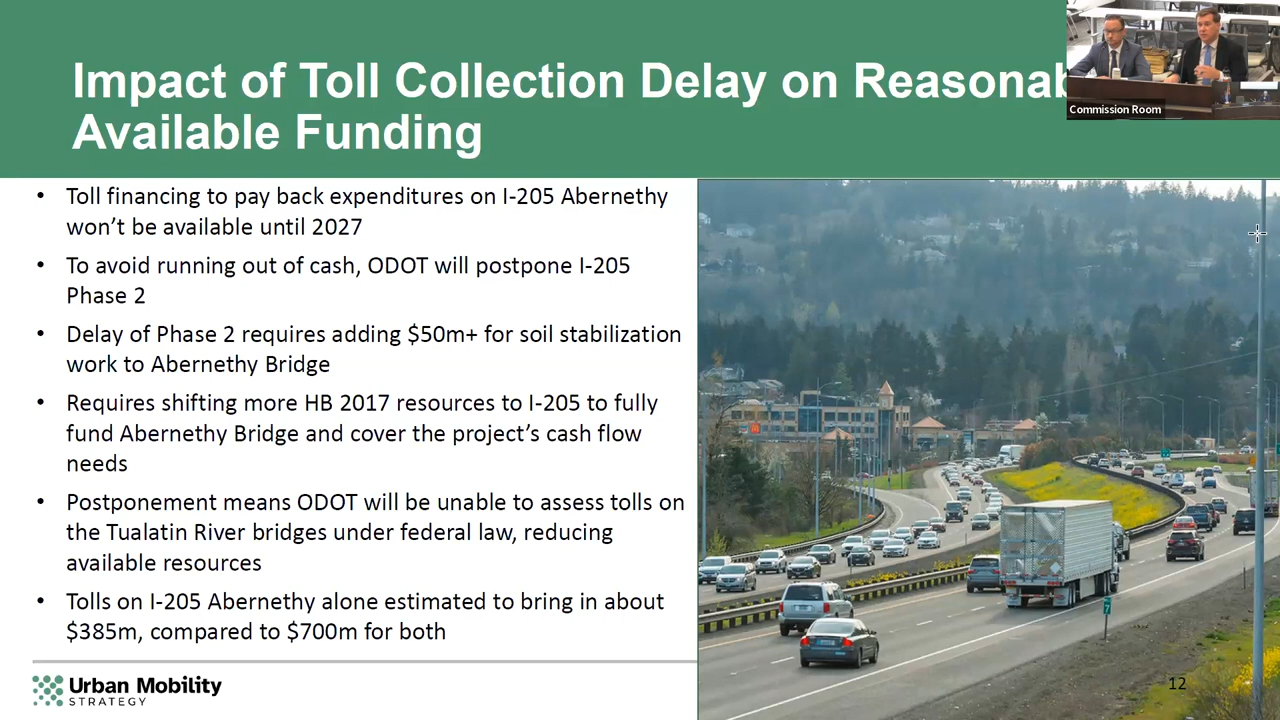 Impact of Toll Collection Delay on
Available Funding
Commission Room
• Toll financing to pay back expenditures on I-205 Abernethy
won't be available until 2027
• To avoid running out of cash, ODOT will postpone I-205
Phase 2
• Delay of Phase 2 requires adding $50m+ for soil stabilization
work to Abernethy Bridge
• Requires shifting more HB 2017 resources to I-205 to fully
fund Abernethy Bridge and cover the project's cash flow
needs
• Postponement means ODOT will be unable to assess tolls on
the Tualatin River bridges under federal law, reducing
available resources
• Tolls on I-205 Abernethy alone estimated to bring in about
$385m, compared to $700m for both
Urban Mobility
STRATEGY
7
12